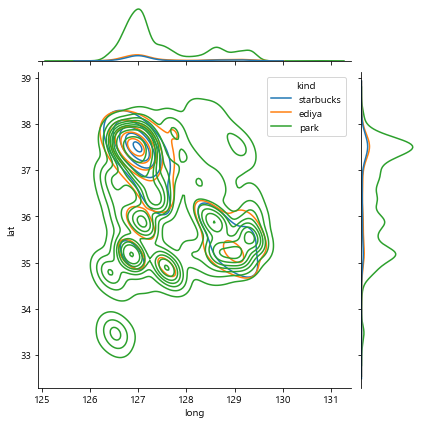 kind
starbucks
ediya
park
39
38
37
36
35
34
33
lat
125 126 127 128 129 130 131
long